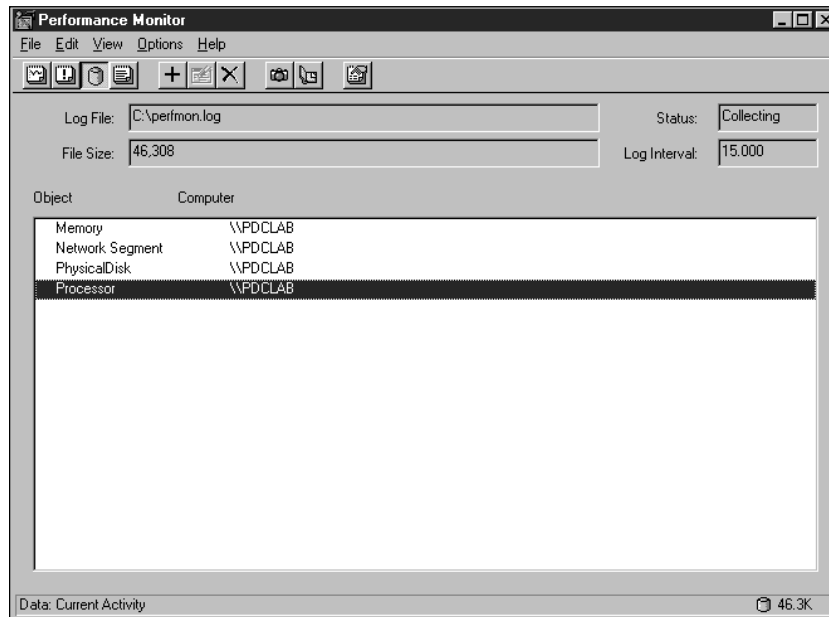 Performance Monitor
File Edit View Options Help
Log File: C:\perfmon.log Status: Collecting
File Size: 46,308 Log Interval: 15.000
Object Computer
Memory \\PDCLAB
Network Segment \\PDCLAB
PhysicalDisk \\PDCLAB
Processor \\PDCLAB
Data: Current Activity 46.3K